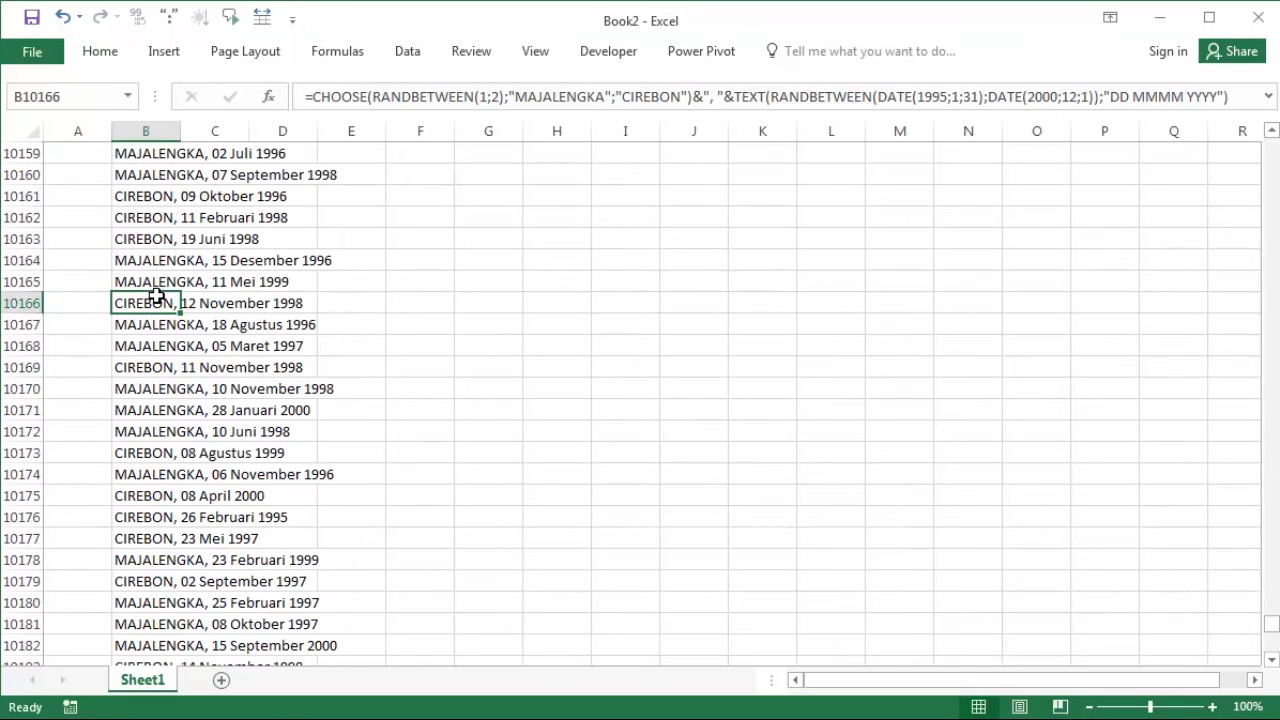 Book2 - Excel
File Home Insert Page Layout Formulas Data Review View Developer Power Pivot Tell me what you want to do... Sign in Share
B10166 fx =CHOOSE(RANDBETWEEN(1;2);"MAJALENGKA";"CIREBON")&", "&TEXT(RANDBETWEEN(DATE(1995;1;31);DATE(2000;12;1));"DD MMMM YYYY")
A B C D E F G H I J K L M N O P Q R
10159 MAJALENGKA, 02 Juli 1996
10160 MAJALENGKA, 07 September 1998
10161 CIREBON, 09 Oktober 1996
10162 CIREBON, 11 Februari 1998
10163 CIREBON, 19 Juni 1998
10164 MAJALENGKA, 15 Desember 1996
10165 MAJALENGKA, 11 Mei 1999
10166 CIREBON, 12 November 1998
10167 MAJALENGKA, 18 Agustus 1996
10168 MAJALENGKA, 05 Maret 1997
10169 CIREBON, 11 November 1998
10170 MAJALENGKA, 10 November 1998
10171 MAJALENGKA, 28 Januari 2000
10172 MAJALENGKA, 10 Juni 1998
10173 CIREBON, 08 Agustus 1999
10174 MAJALENGKA, 06 November 1996
10175 CIREBON, 08 April 2000
10176 CIREBON, 26 Februari 1995
10177 CIREBON, 23 Mei 1997
10178 MAJALENGKA, 23 Februari 1999
10179 CIREBON, 02 September 1997
10180 MAJALENGKA, 25 Februari 1997
10181 MAJALENGKA, 08 Oktober 1997
10182 MAJALENGKA, 15 September 2000
Sheet1
Ready 100%